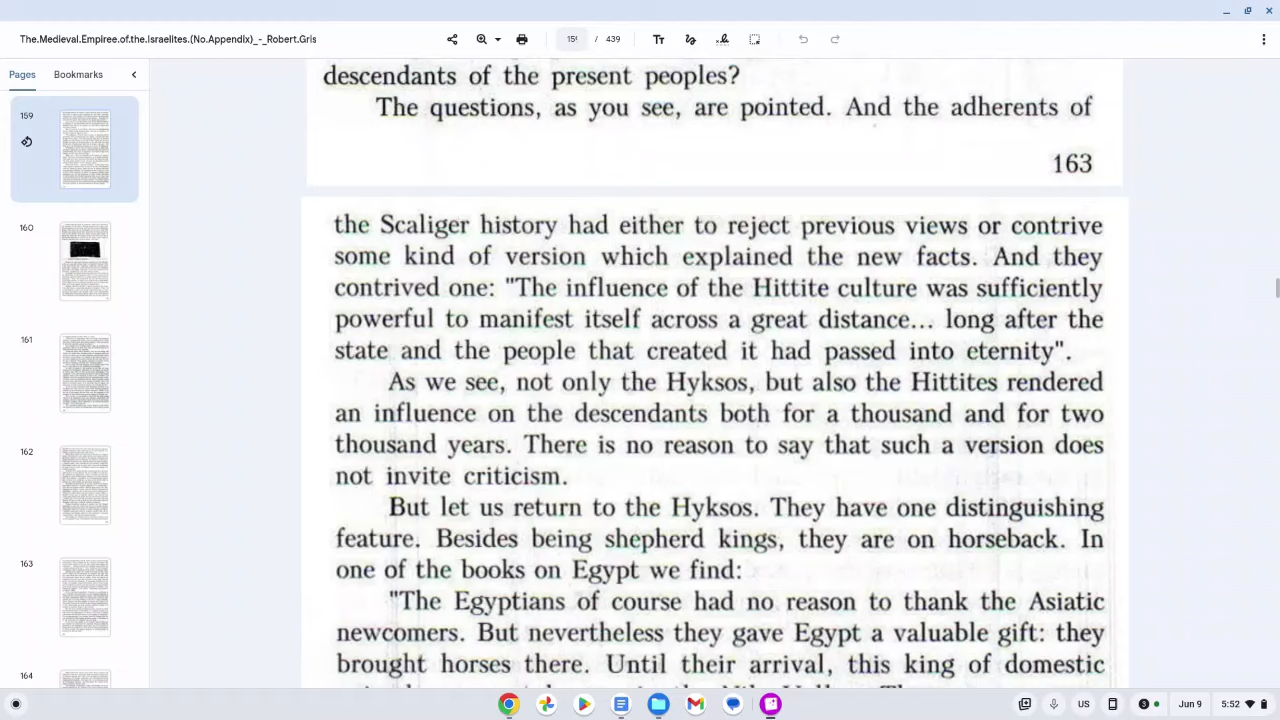 The.Medieval.Empiree.of.the.Israelites.(No.Appendix)_-_Robert.Gris
15
/ 439
Pages
Bookmarks
160
162
163
descendants of the present peoples?
The questions, as you see, are pointed. And the adherents of
163
the Scaliger history had either to reject previous views or contrive
some kind of version which explained the new facts. And they
contrived one: "The influence of the Hittite culture was sufficiently
powerful to manifest itself across a great distance... long after the
state and the people that created it had passed into eternity".
As we see, not only the Hyksos, but also the Hittites rendered
an influence on the descendants both for a thousand and for two
thousand years. There is no reason to say that such a version does
not invite criticism.
But let us return to the Hyksos. They have one distinguishing
feature. Besides being shepherd kings, they are on horseback. In
one of the books on Egypt we find:
"The Egyptians of course had no reason to thank the Asiatic
newcomers. But nevertheless they gave Egypt a valuable gift: they
brought horses there. Until their arrival, this king of domestic
US
3
Jun 9
5:52